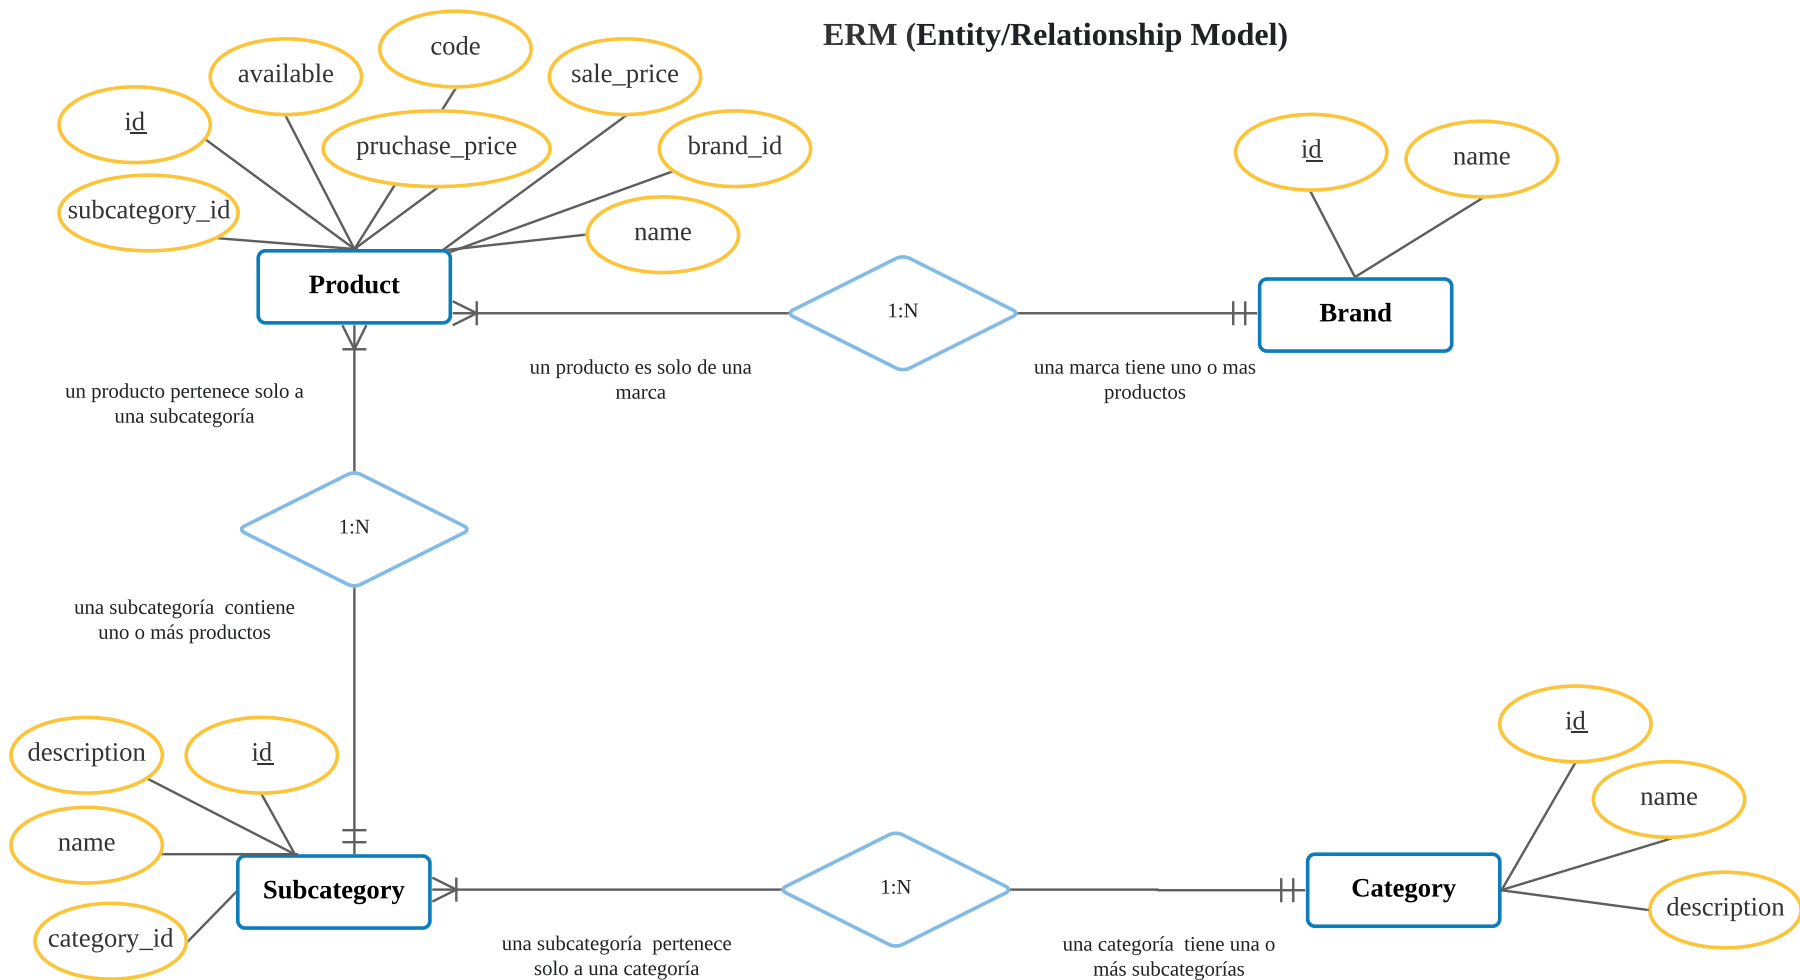 ERM (Entity/Relationship Model)
code
available
sale_price
id
pruchase_price
brand_id
subcategory_id
name
Product
id
name
Brand
1:N
un producto es solo de una
marca
una marca tiene uno o mas
productos
un producto pertenece solo a
una subcategoría
1:N
una subcategoría contiene
uno o más productos
description
id
name
category_id
Subcategory
1:N
una subcategoría pertenece
solo a una categoría
una categoría tiene una o
más subcategorías
Category
id
name
description